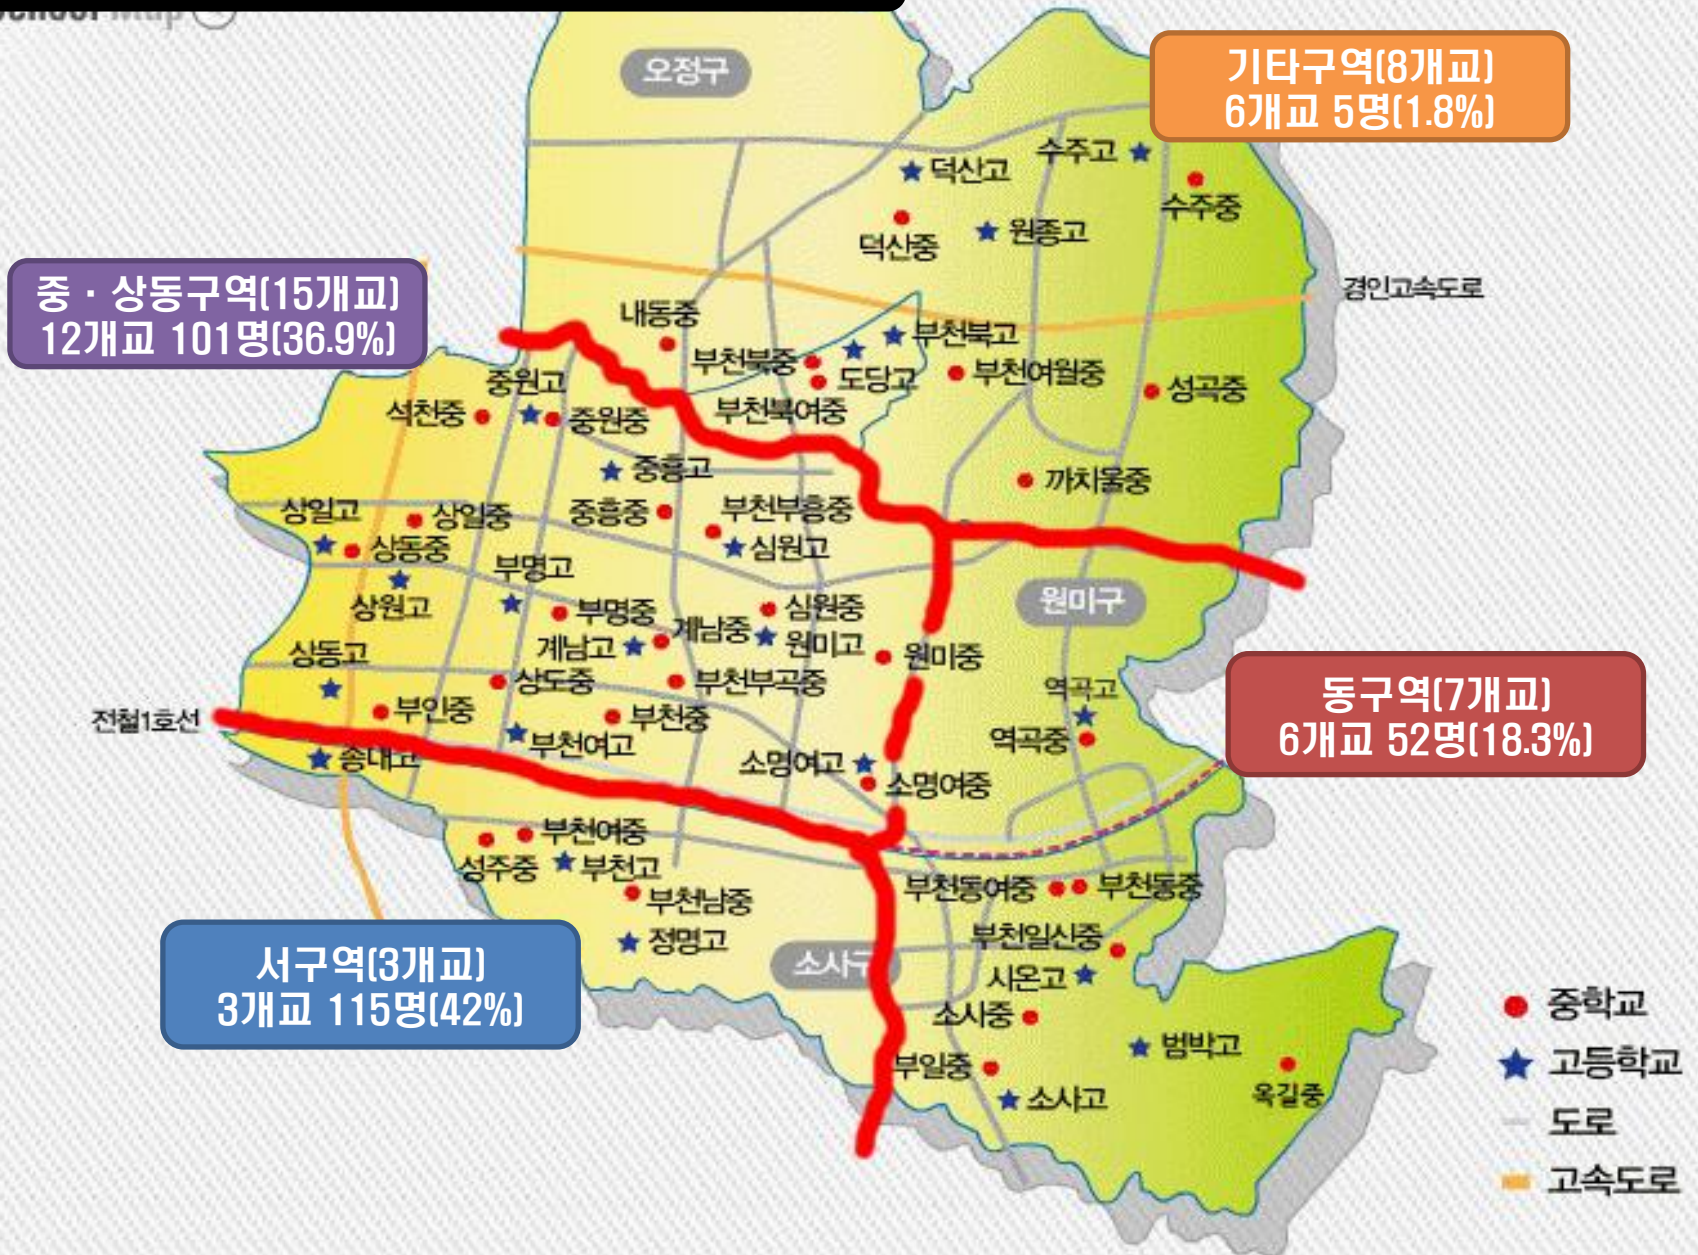 School Map
오정구
기타구역(8개교)
6개교 5명(1.8%)
수주고
덕산고
수주중
덕산중
원종고
중·상동구역(15개교)
12개교 101명(36.9%)
경인고속도로
내동중
부천북고
부천북중
도당고
부천여월중
성곡중
중원고
석천중
중원중
부천북여중
중흥고
까치울중
상일고
상일중
중흥중
부천부흥중
상동중
심원고
부명고
상원고
원미구
부명중
심원중
계남고
계남중
원미고
원미중
상동고
상도중
부천부곡중
역곡고
동구역(7개교)
6개교 52명(18.3%)
전철1호선
부인중
부천중
부천여고
역곡중
송내고
소명여고
소명여중
부천여중
성주중
부천고
부천남중
부천동여중
부천동중
정명고
부천일신중
소사구
시온고
서구역(3개교)
3개교 115명(42%)
소사중
범박고
부일중
소사고
옥길중
중학교
고등학교
도로
고속도로